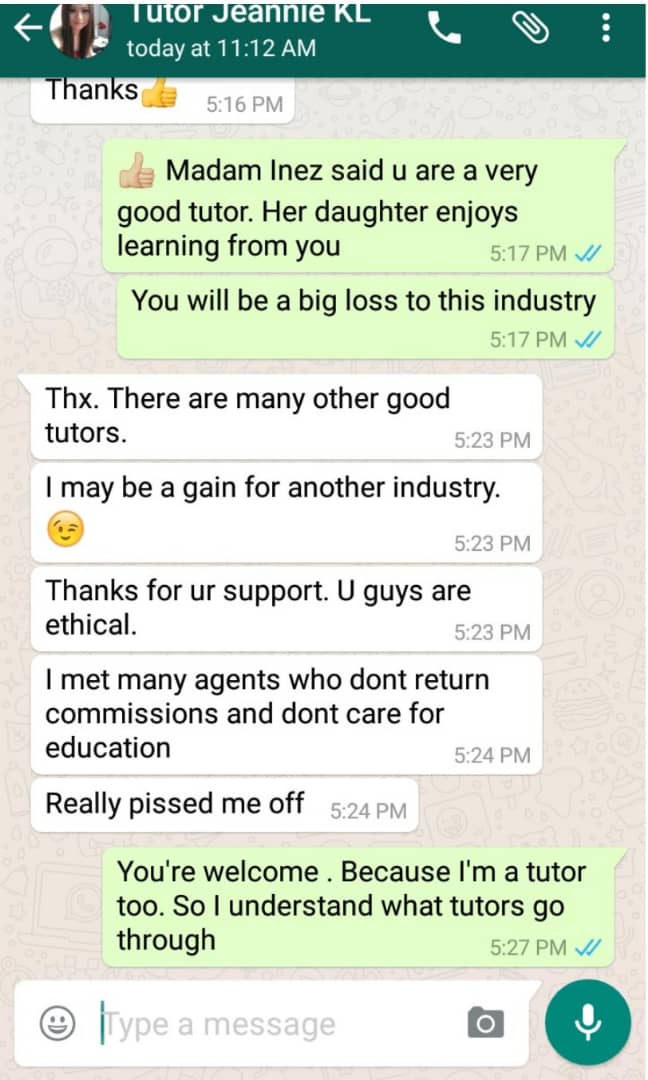 Tutor Jeannie KL
today at 11:12 AM
Thanks👍 5:16 PM
👍🏼 Madam Inez said u are a very
good tutor. Her daughter enjoys
learning from you 5:17 PM
You will be a big loss to this industry
5:17 PM
Thx. There are many other good
tutors. 5:23 PM
I may be a gain for another industry.
😉 5:23 PM
Thanks for ur support. U guys are
ethical. 5:23 PM
I met many agents who dont return
commissions and dont care for
education 5:24 PM
Really pissed me off 5:24 PM
You're welcome . Because I'm a tutor
too. So I understand what tutors go
through 5:27 PM
Type a message